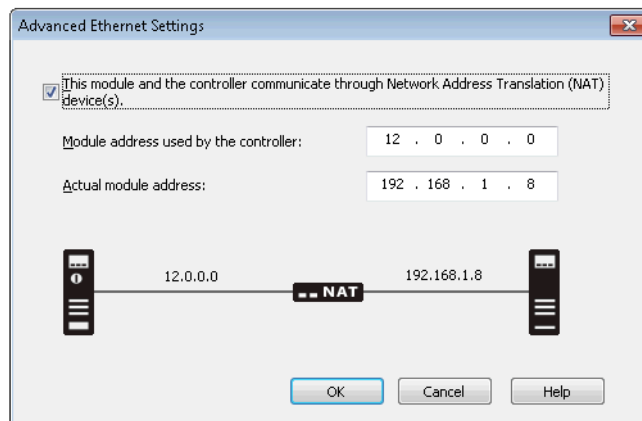 Advanced Ethernet Settings
This module and the controller communicate through Network Address Translation (NAT)
device(s).
Module address used by the controller: 12 . 0 . 0 . 0
Actual module address: 192 . 168 . 1 . 8
12.0.0.0 192.168.1.8
NAT
OK Cancel Help